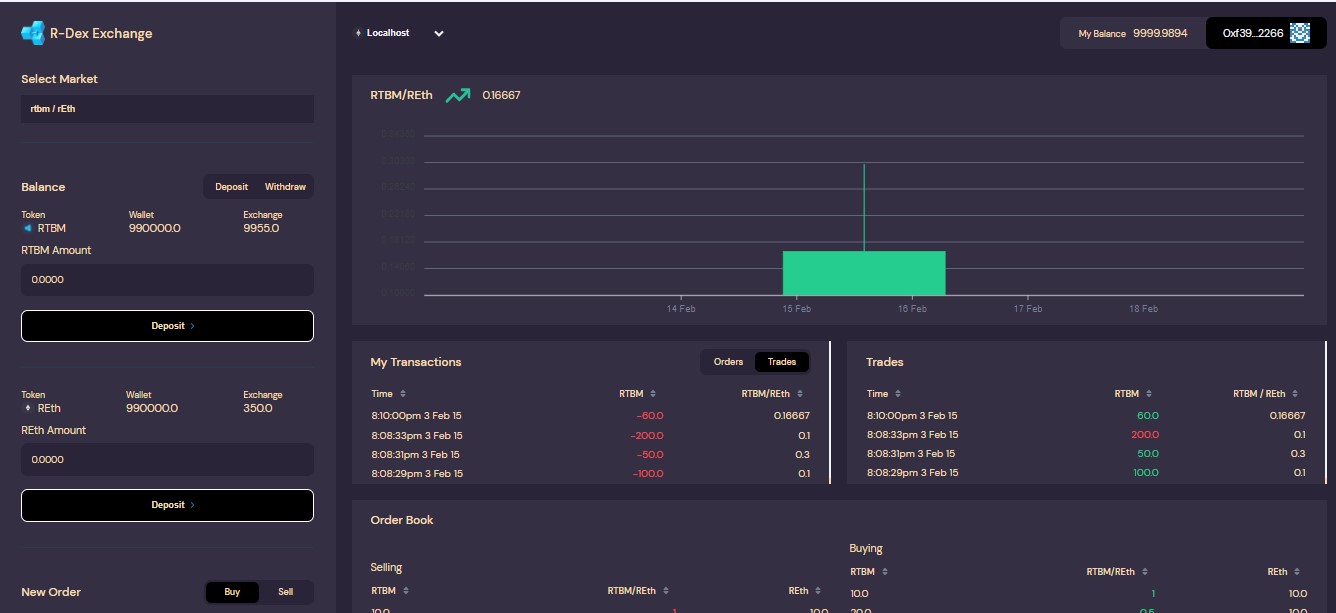 R-Dex Exchange
Localhost
My Balance 9999.9894
0xf39...2266
Select Market
rtbm / rEth
Balance
Deposit Withdraw
Token Wallet Exchange
RTBM 990000.0 9955.0
RTBM Amount
0.0000
Deposit >
Token Wallet Exchange
REth 990000.0 350.0
REth Amount
0.0000
Deposit >
New Order
Buy Sell
RTBM/REth 0.16667
14 Feb 15 Feb 16 Feb 17 Feb 18 Feb
My Transactions
Orders Trades
Time RTBM RTBM/REth
8:10:00pm 3 Feb 15 -60.0 0.16667
8:08:33pm 3 Feb 15 -200.0 0.1
8:08:31pm 3 Feb 15 -50.0 0.3
8:08:29pm 3 Feb 15 -100.0 0.1
Trades
Time RTBM RTBM / REth
8:10:00pm 3 Feb 15 60.0 0.16667
8:08:33pm 3 Feb 15 200.0 0.1
8:08:31pm 3 Feb 15 50.0 0.3
8:08:29pm 3 Feb 15 100.0 0.1
Order Book
Selling
RTBM RTBM/REth REth
10.0 1 10.0
Buying
RTBM RTBM/REth REth
10.0 1 10.0
20.0 0.5 10.0